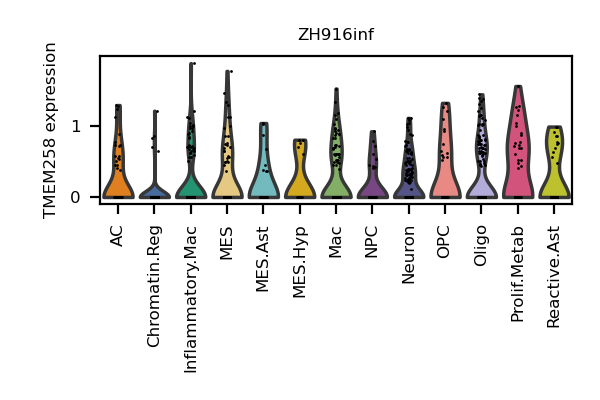 ZH916inf
TMEM258 expression
1
0
AC
Chromatin.Reg
Inflammatory.Mac
MES
MES.Ast
MES.Hyp
Mac
NPC
Neuron
OPC
Oligo
Prolif.Metab
Reactive.Ast